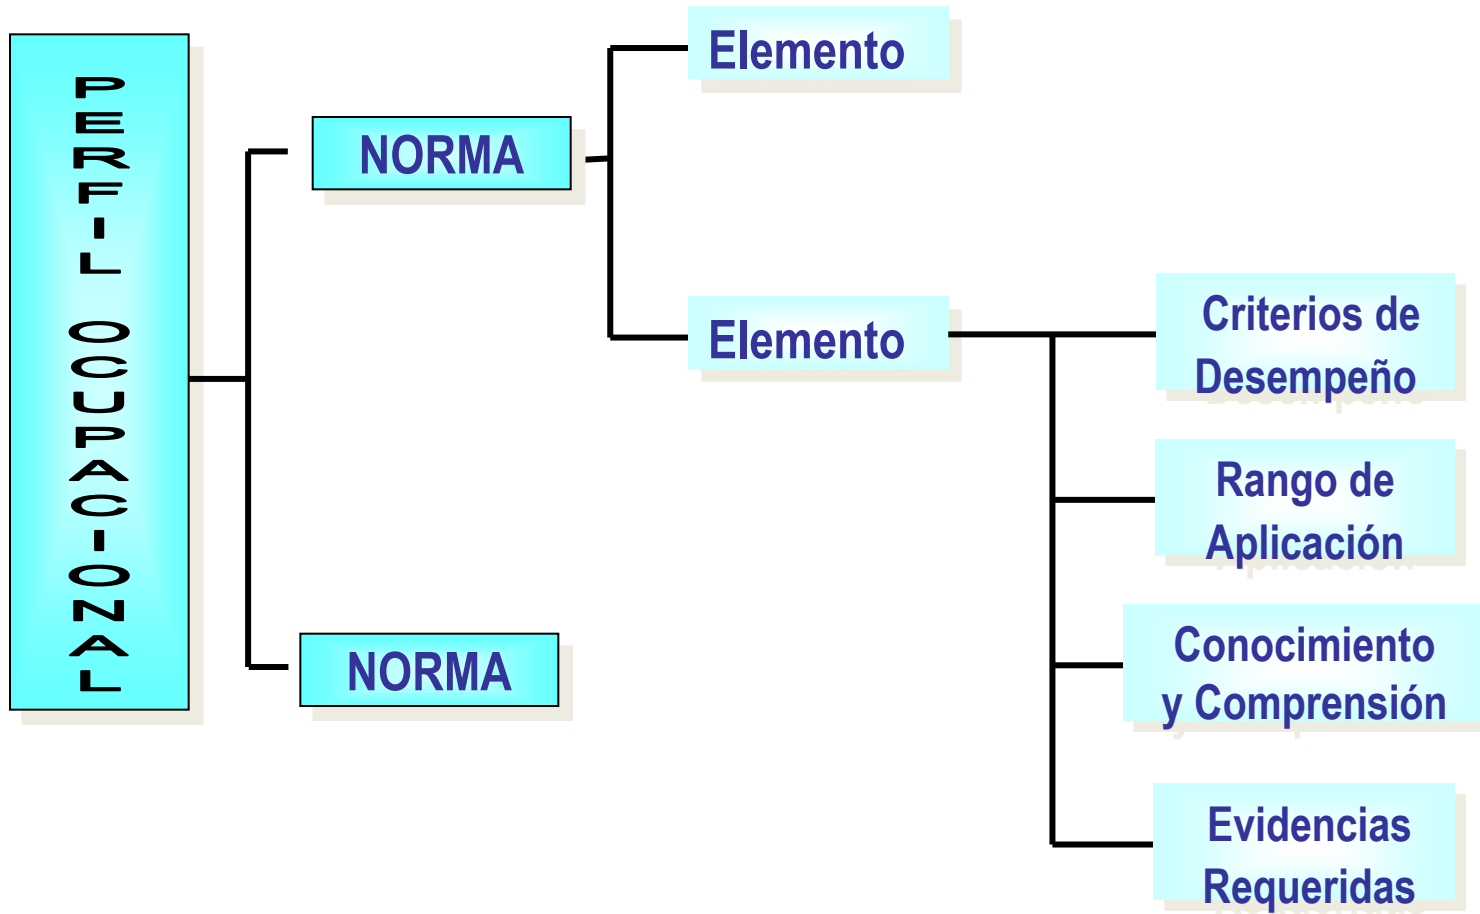 PERFIL OCUPACIONAL
NORMA
Elemento
Elemento
Criterios de
Desempeño
Rango de
Aplicación
Conocimiento
y Comprensión
Evidencias
Requeridas
NORMA